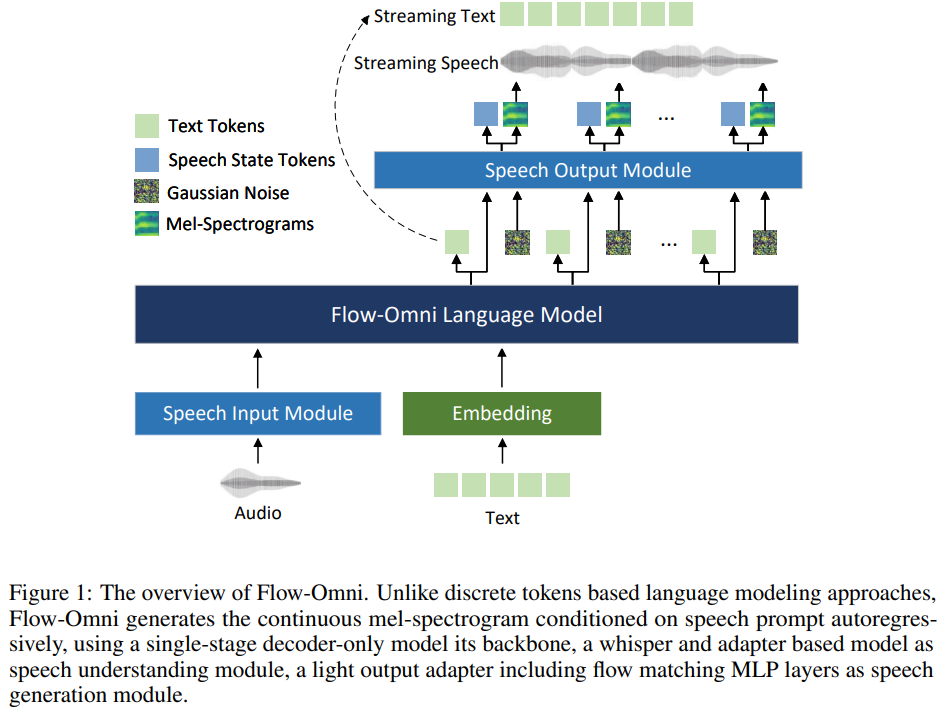 Streaming Text
Streaming Speech
Text Tokens
Speech State Tokens
Gaussian Noise
Mel-Spectrograms
...
Speech Output Module
...
Flow-Omni Language Model
Speech Input Module
Embedding
Audio
Text
Figure 1: The overview of Flow-Omni. Unlike discrete tokens based language modeling approaches,
Flow-Omni generates the continuous mel-spectrogram conditioned on speech prompt autoregres-
sively, using a single-stage decoder-only model its backbone, a whisper and adapter based model as
speech understanding module, a light output adapter including flow matching MLP layers as speech
generation module.